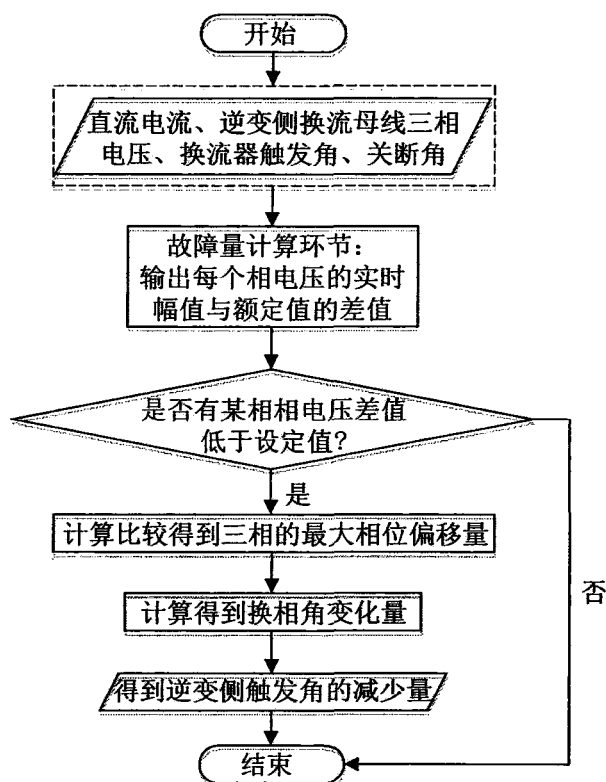 开始
直流电流、逆变侧换流母线三相
电压、换流器触发角、关断角
故障量计算环节：
输出每个相电压的实时
幅值与额定值的差值
是否有某相相电压差值
低于设定值？
是
计算比较得到三相的最大相位偏移量
否
计算得到换相角变化量
得到逆变侧触发角的减少量
结束